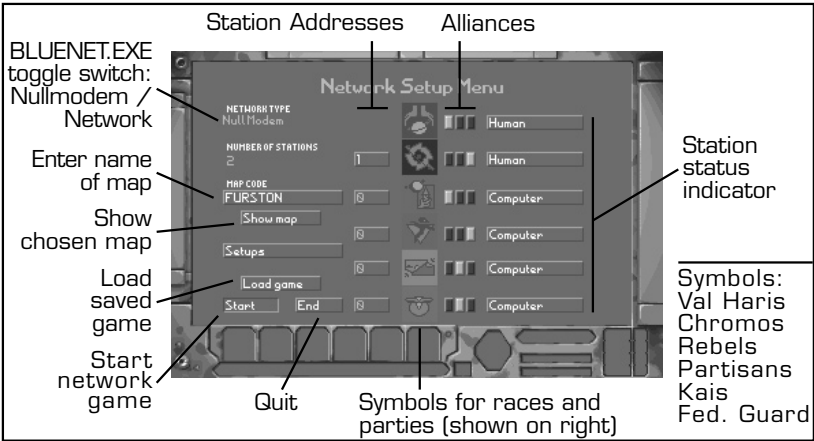 Station Addresses
Alliances
BLUENET.EXE
toggle switch:
Nullmodem /
Network
Enter name
of map
Show
chosen map
Load
saved
game
Start
network
game
Network Setup Menu
NETWORK TYPE
NullModem
NUMBER OF STATIONS
2
MAP CODE
FURSTON
Show map
Setups
Load game
Start
End
1
0
0
0
0
Human
Human
Computer
Computer
Computer
Computer
Quit
Symbols for races and
parties (shown on right)
Station
status
indicator
Symbols:
Val Haris
Chromos
Rebels
Partisans
Kais
Fed. Guard